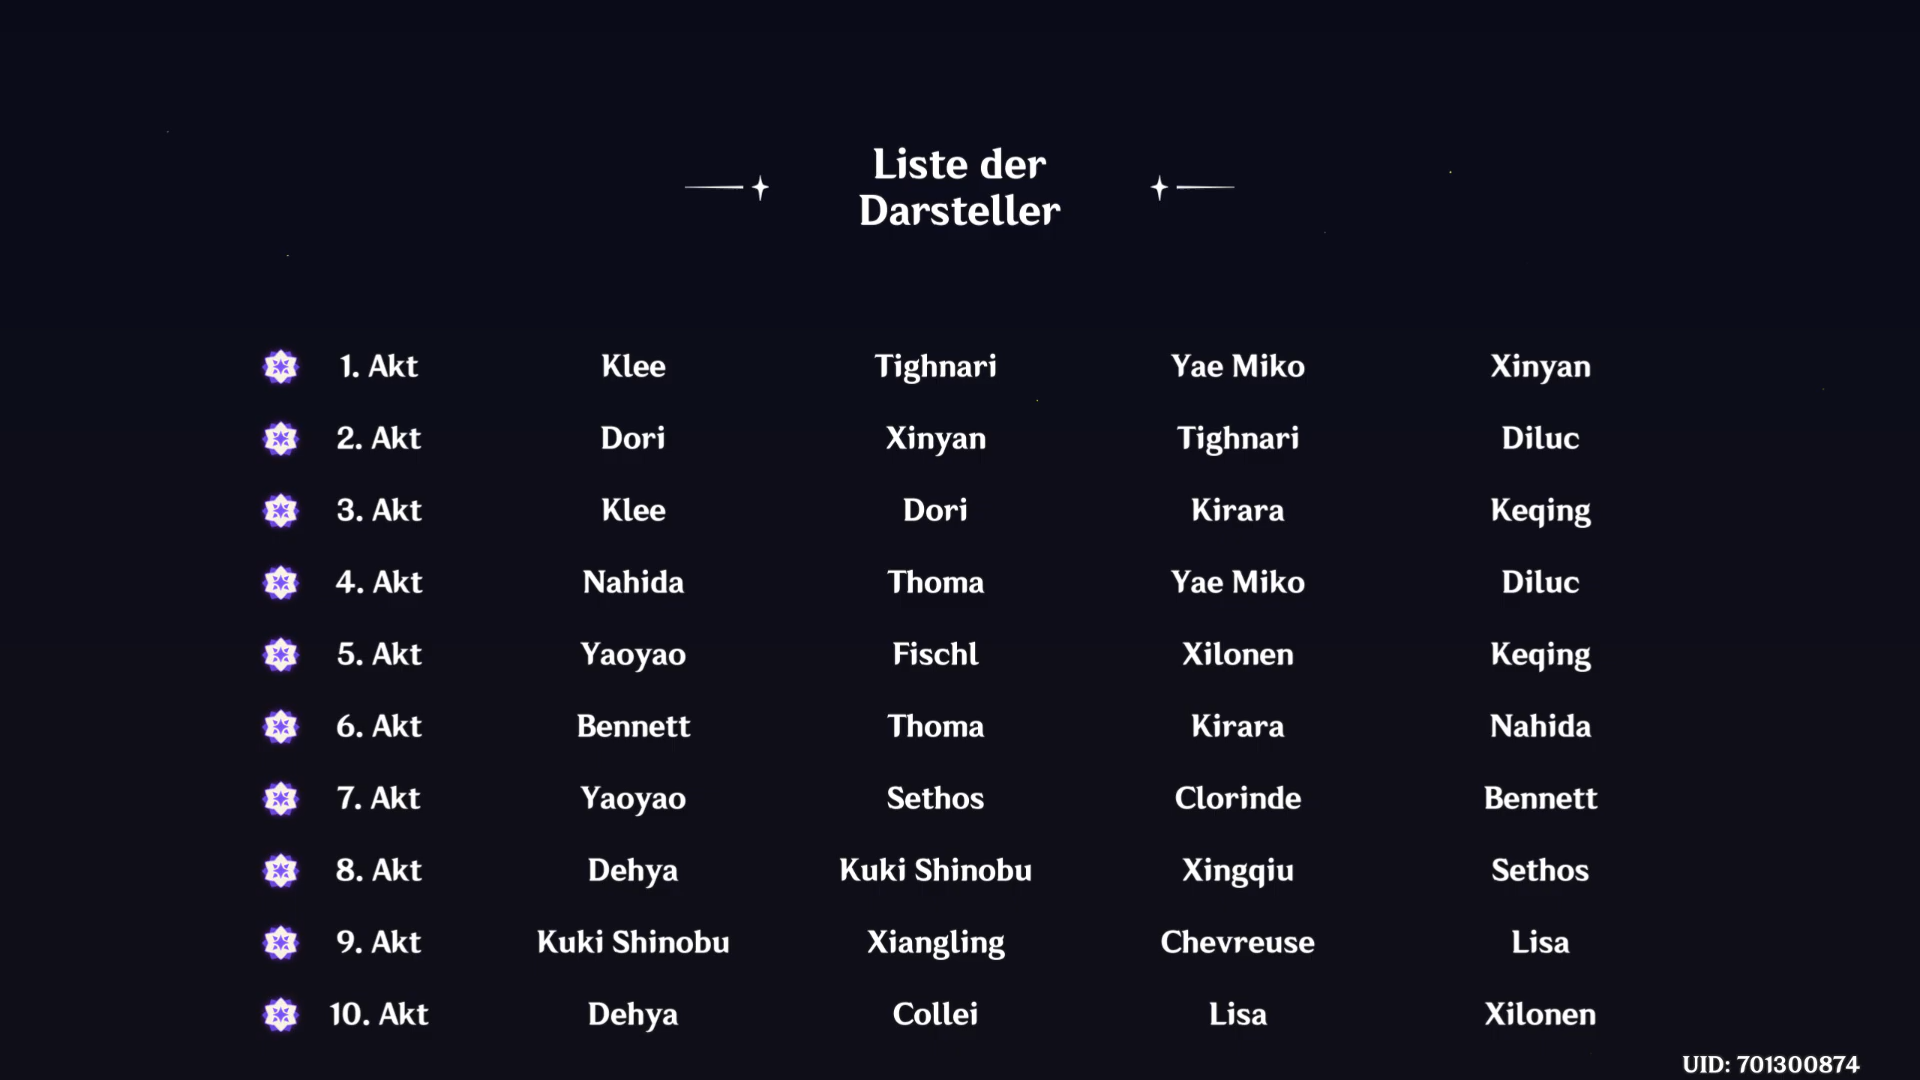 Liste der
Darsteller
1. Akt Klee Tighnari Yae Miko Xinyan
2. Akt Dori Xinyan Tighnari Diluc
3. Akt Klee Dori Kirara Keqing
4. Akt Nahida Thoma Yae Miko Diluc
5. Akt Yaoyao Fischl Xilonen Keqing
6. Akt Bennett Thoma Kirara Nahida
7. Akt Yaoyao Sethos Clorinde Bennett
8. Akt Dehya Kuki Shinobu Xingqiu Sethos
9. Akt Kuki Shinobu Xiangling Chevreuse Lisa
10. Akt Dehya Collei Lisa Xilonen
UID: 701300874